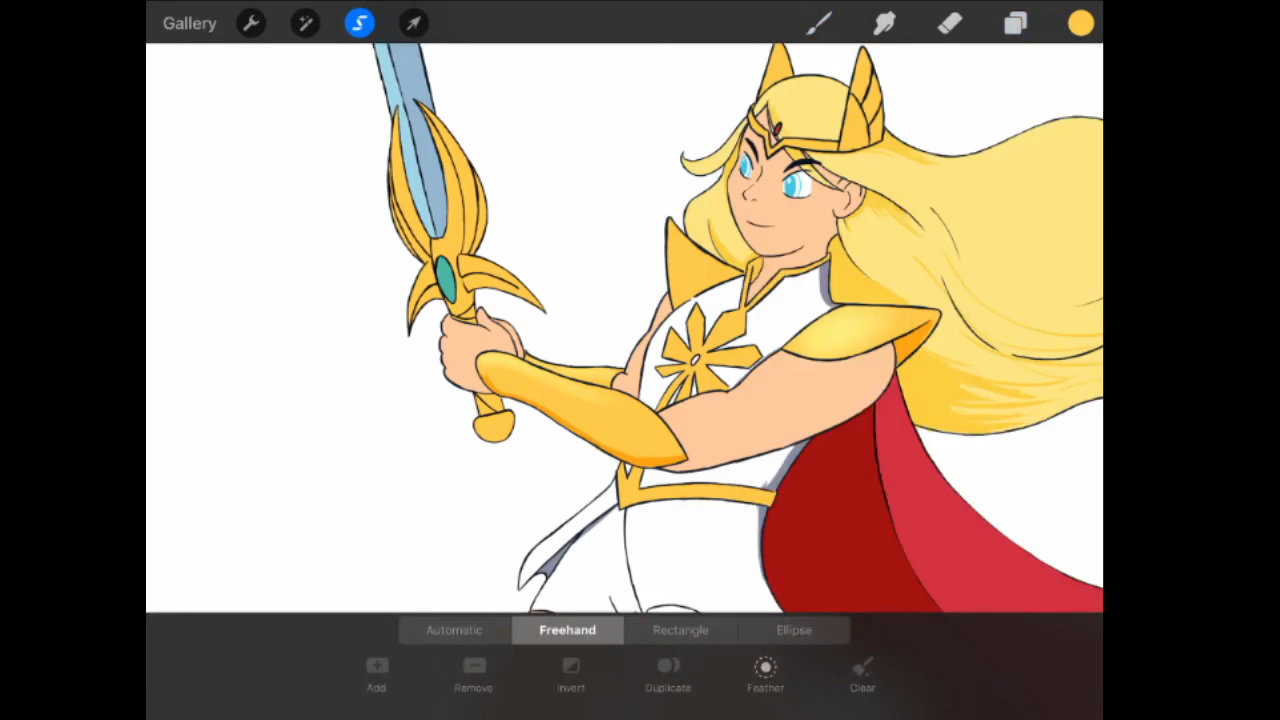 Gallery
Automatic Freehand Rectangle Ellipse
Add Remove Invert Duplicate Feather Clear